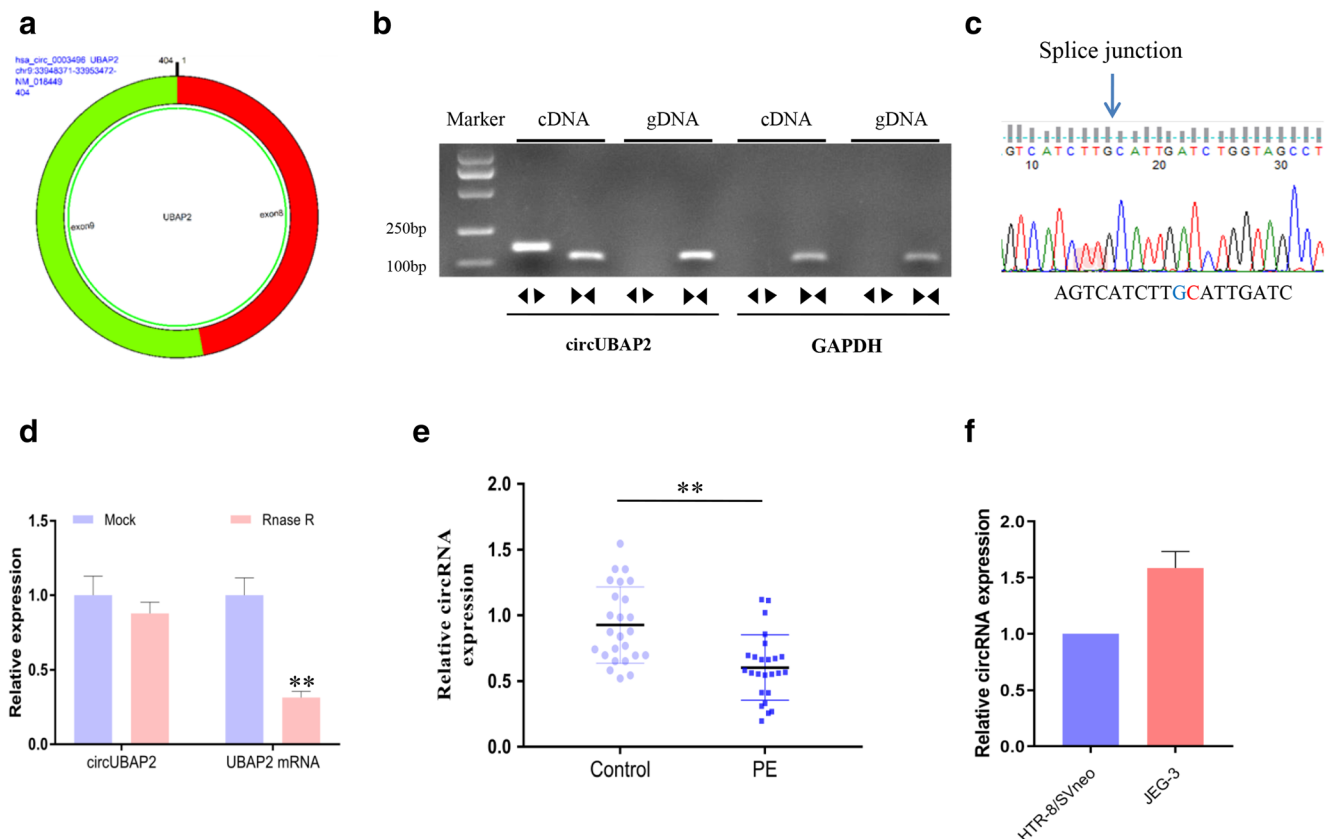 a
hsa_circ_0003496 UBAP2
chr9:33948371-33953472-
NM_018449
404
404 1
exon9
UBAP2
exon8
b
Marker cDNA gDNA cDNA gDNA
250bp
100bp
circUBAP2 GAPDH
c
Splice junction
GTCATCTTGCATTGATCTGGTAGCCT
10 20 30
AGTCATCTTGCATTGATC
d
Relative expression
1.5
1.0
0.5
0.0
Mock Rnase R
**
circUBAP2 UBAP2 mRNA
e
Relative circRNA
expression
2.0
1.5
1.0
0.5
0.0
**
Control PE
f
Relative circRNA expression
2.0
1.5
1.0
0.5
0.0
HTR-8/SVneo
JEG-3